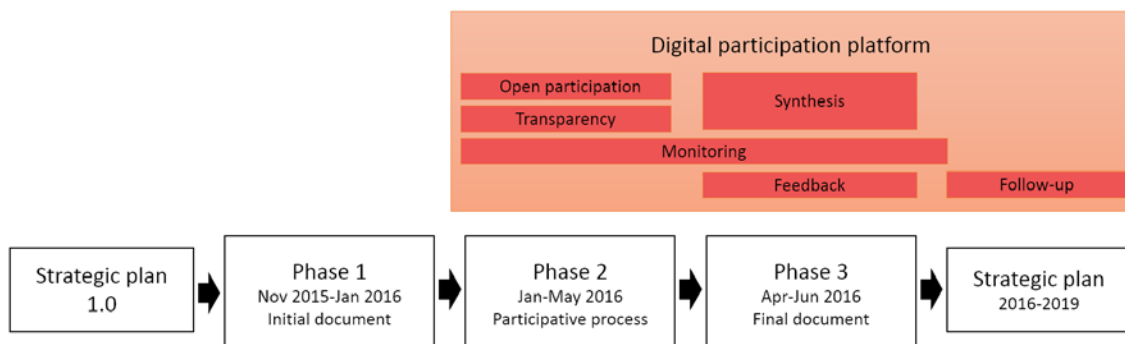 Digital participation platform
Open participation
Synthesis
Transparency
Monitoring
Feedback
Follow-up
Strategic plan
1.0
Phase 1
Nov 2015-Jan 2016
Initial document
Phase 2
Jan-May 2016
Participative process
Phase 3
Apr-Jun 2016
Final document
Strategic plan
2016-2019